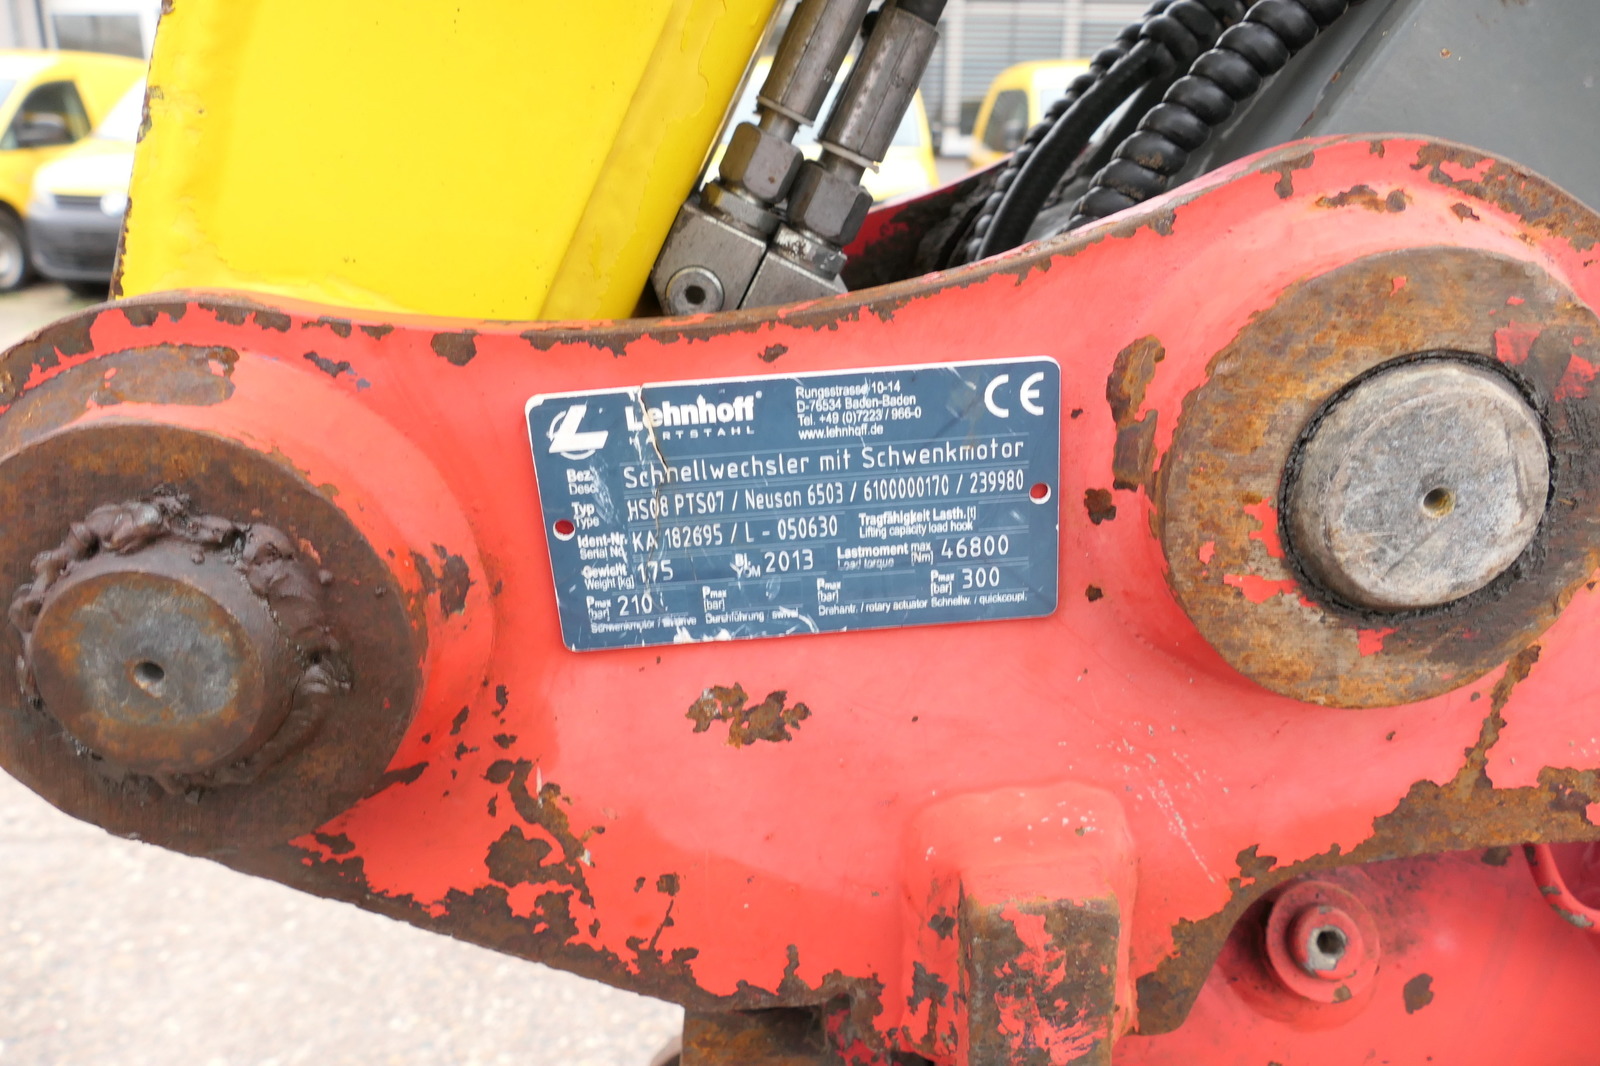 Lehnhoff
HARTSTAHL
Rungsstrasse 10-14
D-76534 Baden-Baden
Tel. +49 (0)7223 / 966-0
www.lehnhoff.de
CE
Bez. Schnellwechsler mit Schwenkmotor
Desc.
Typ HS08 PTS07 / Neuson 6503 / 6100000170 / 239980
Type
Ident-Nr. KA 182695 / L - 050630 Tragfähigkeit Lasth.[t]
Serial No. Lifting capacity load hook
Gewicht 175 Bj. 2013 Lastmoment max 46800
Weight [kg] YOM Load torque [Nm]
Pmax [bar] 210 Pmax [bar] Pmax [bar] Pmax [bar] 300
Schwenkmotor / Durchführung / swivel Drehantr. / rotary actuator Schnellw. / quickcoupl.